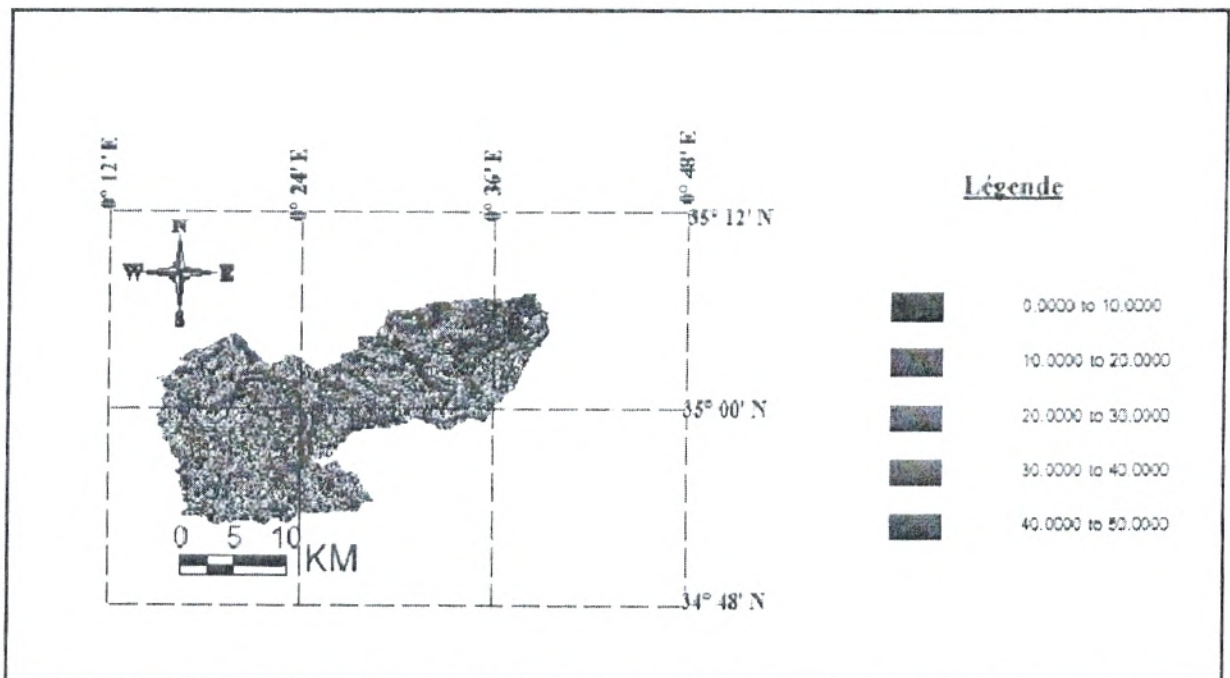 0° 12' E
0° 24' E
0° 36' E
0° 48' E
Légende
35° 12' N
N
W E
S
0.0000 to 10.0000
10.0000 to 20.0000
20.0000 to 30.0000
35° 00' N
30.0000 to 40.0000
40.0000 to 50.0000
0 5 10
KM
34° 48' N